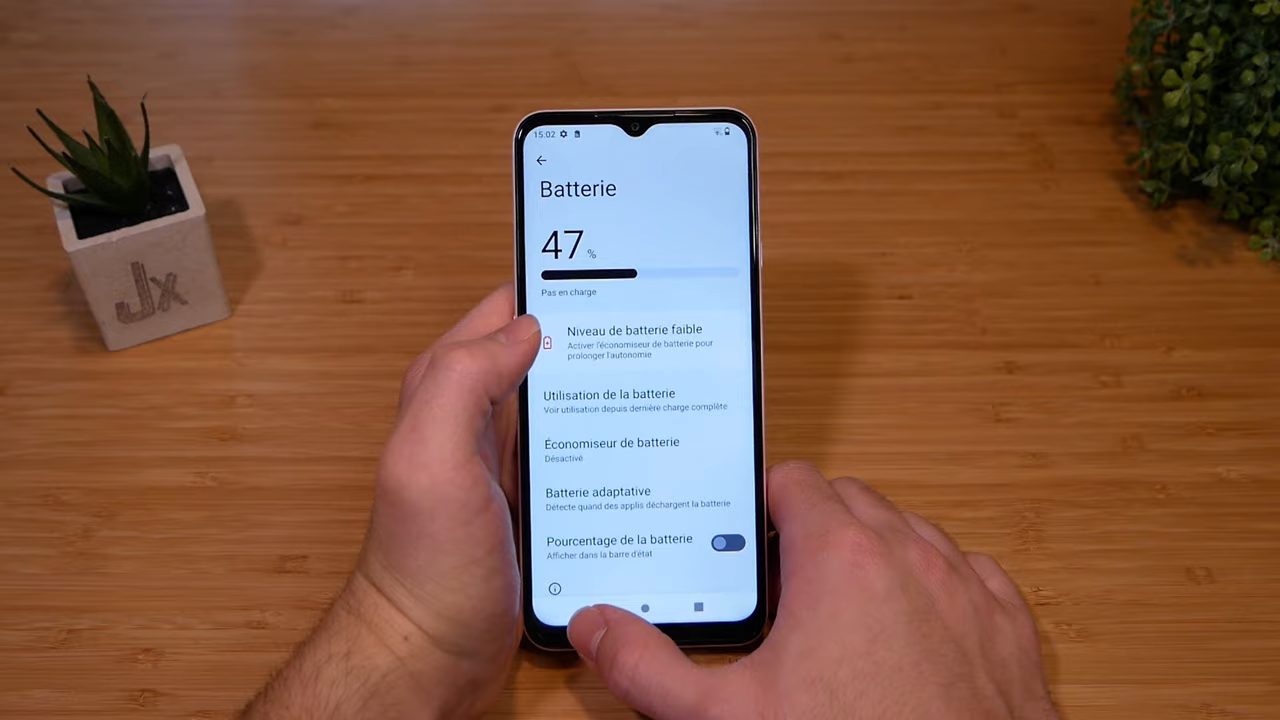 15:02
Batterie
47 %
Pas en charge
Niveau de batterie faible
Activer l'économiseur de batterie pour
prolonger l'autonomie
Utilisation de la batterie
Voir utilisation depuis dernière charge complète
Économiseur de batterie
Désactivé
Batterie adaptative
Détecte quand des applis déchargent la batterie
Pourcentage de la batterie
Afficher dans la barre d'état
Jx